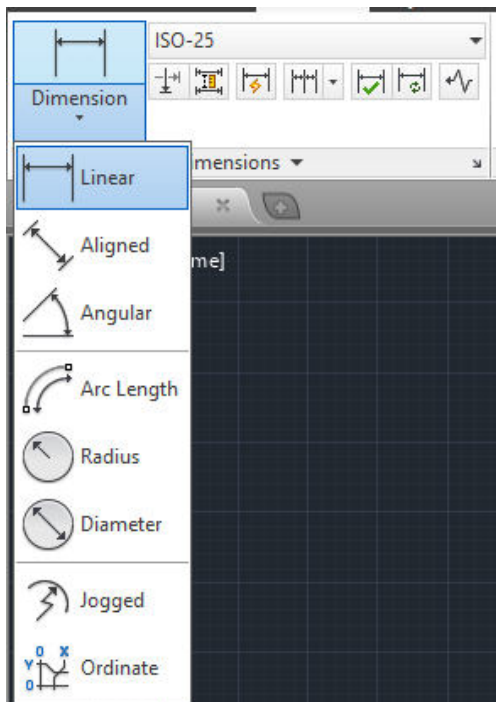 ISO-25
Dimension
mensions
Linear
Aligned
me]
Angular
Arc Length
Radius
Diameter
Jogged
O X
Y
O
Ordinate